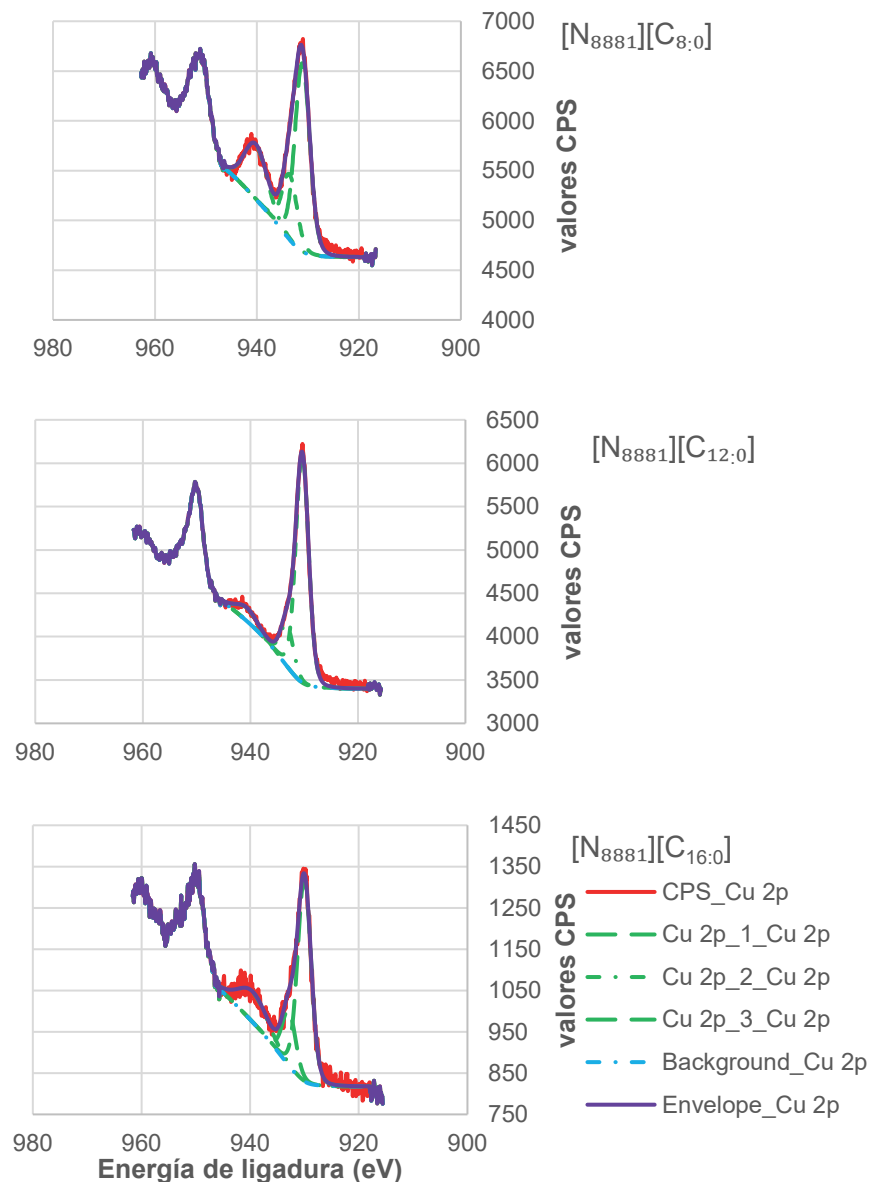 7000
[N₈₈₈₁][C₈:₀]
6500
6000
5500
5000
4500
4000
valores CPS
980 960 940 920 900
6500
[N₈₈₈₁][C₁₂:₀]
6000
5500
5000
4500
4000
3500
3000
valores CPS
980 960 940 920 900
1450
[N₈₈₈₁][C₁₆:₀]
1350
1250
1150
1050
950
850
750
valores CPS
CPS_Cu 2p
Cu 2p_1_Cu 2p
Cu 2p_2_Cu 2p
Cu 2p_3_Cu 2p
Background_Cu 2p
Envelope_Cu 2p
980 960 940 920 900
Energía de ligadura (eV)